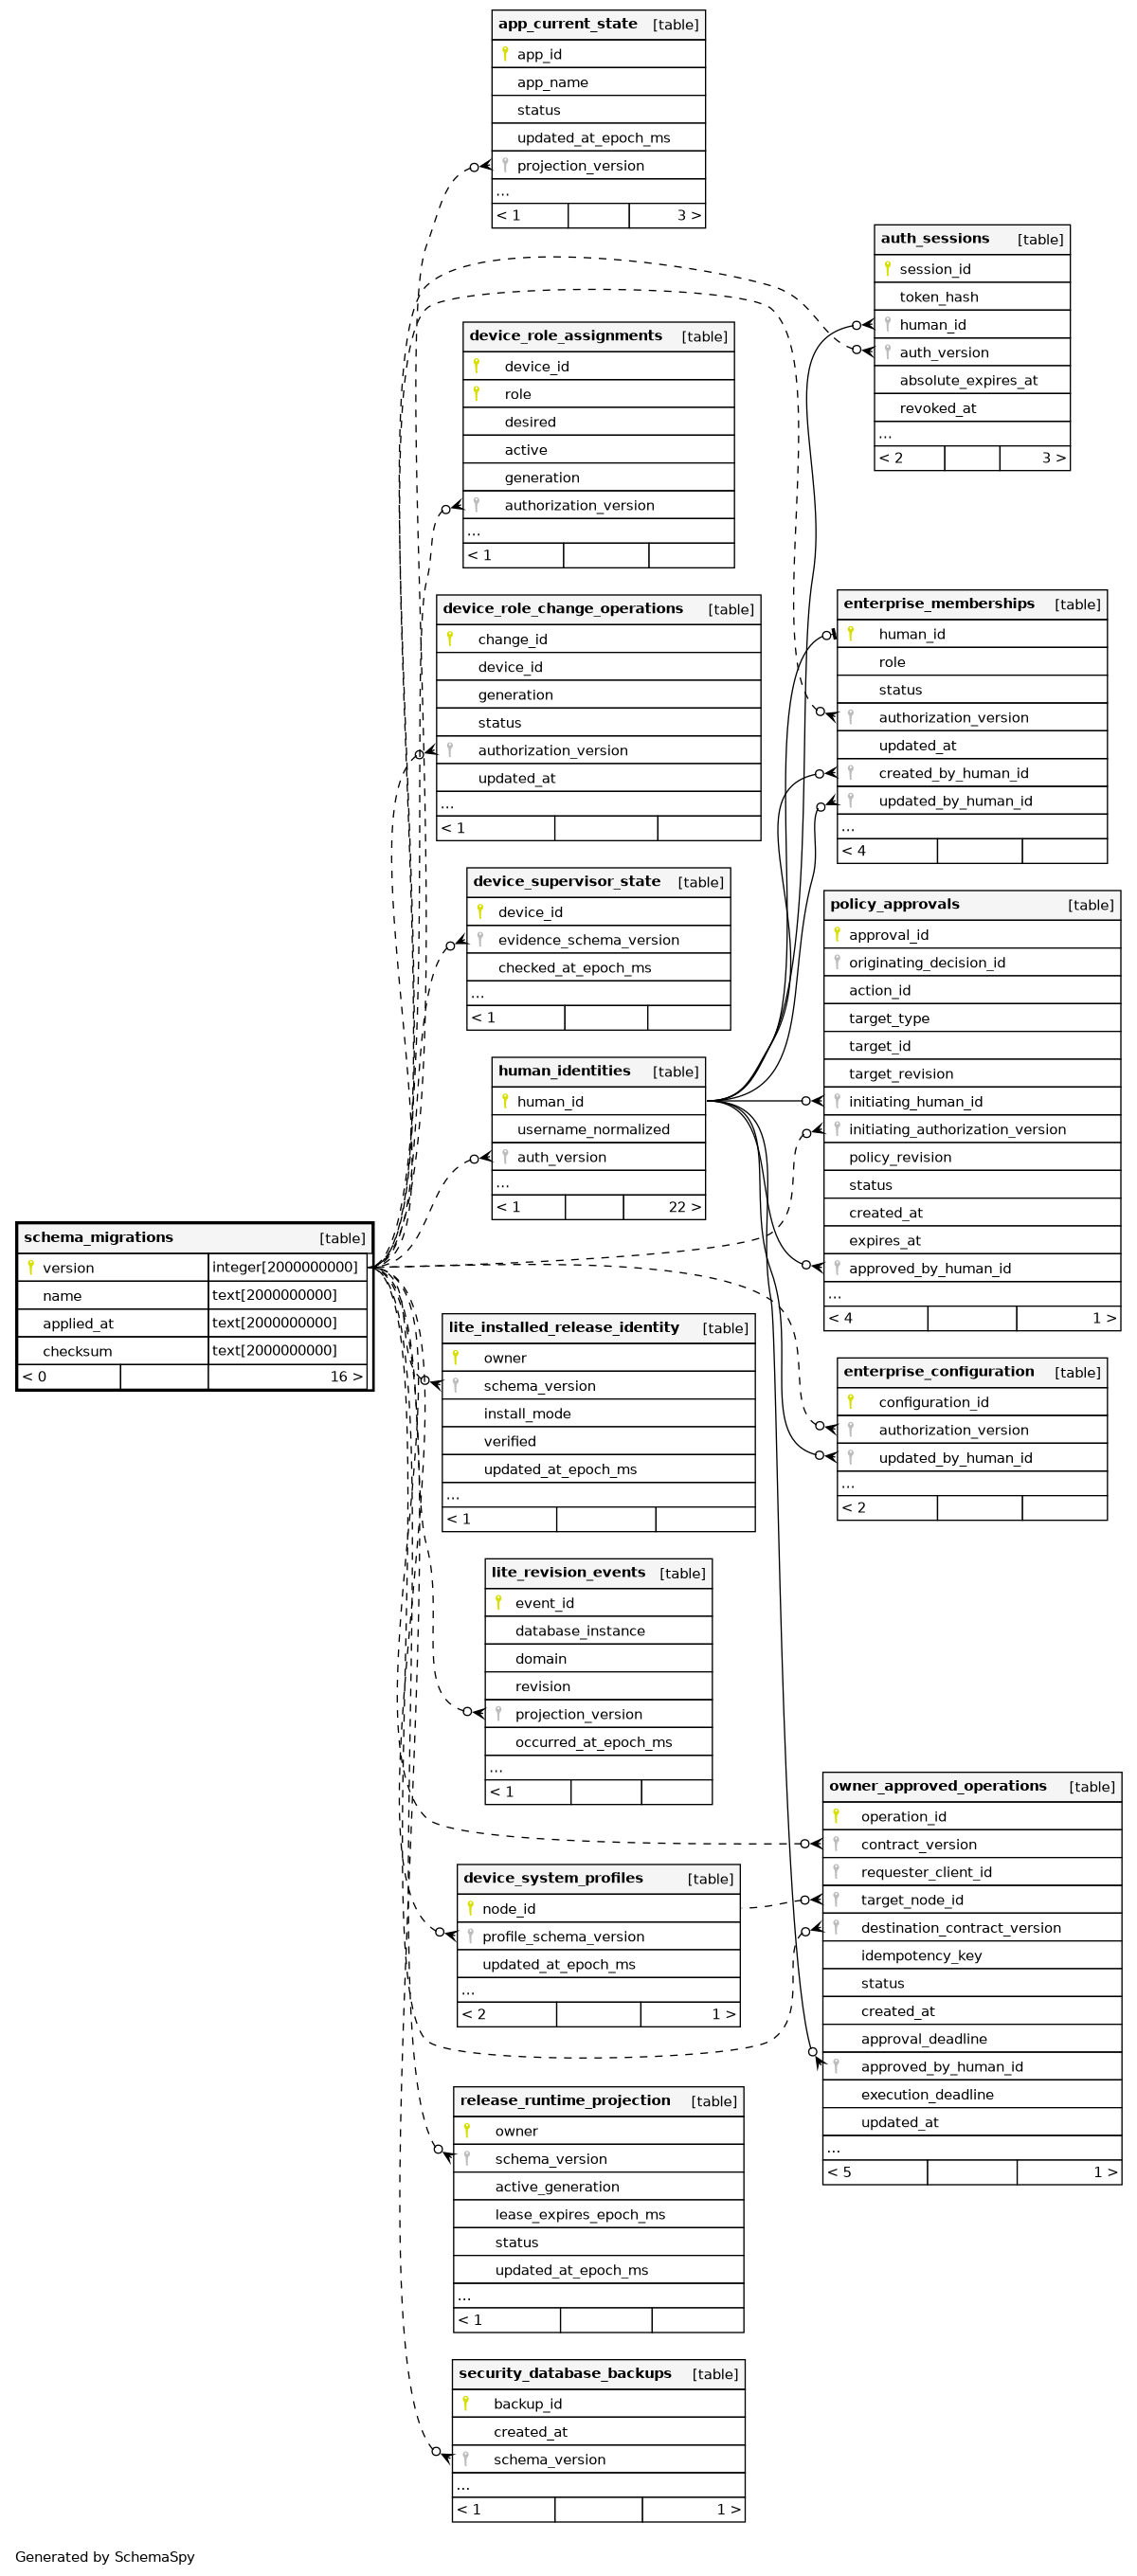 app_current_state [table]
app_id
app_name
status
updated_at_epoch_ms
projection_version
...
< 1 3 >
auth_sessions [table]
session_id
token_hash
human_id
auth_version
absolute_expires_at
revoked_at
...
< 2 3 >
device_role_assignments [table]
device_id
role
desired
active
generation
authorization_version
...
< 1
device_role_change_operations [table]
change_id
device_id
generation
status
authorization_version
updated_at
...
< 1
enterprise_memberships [table]
human_id
role
status
authorization_version
updated_at
created_by_human_id
updated_by_human_id
...
< 4
device_supervisor_state [table]
device_id
evidence_schema_version
checked_at_epoch_ms
...
< 1
policy_approvals [table]
approval_id
originating_decision_id
action_id
target_type
target_id
target_revision
initiating_human_id
initiating_authorization_version
policy_revision
status
created_at
expires_at
approved_by_human_id
...
< 4 1 >
human_identities [table]
human_id
username_normalized
auth_version
...
< 1 22 >
schema_migrations [table]
version integer[2000000000]
name text[2000000000]
applied_at text[2000000000]
checksum text[2000000000]
< 0 16 >
lite_installed_release_identity [table]
owner
schema_version
install_mode
verified
updated_at_epoch_ms
...
< 1
enterprise_configuration [table]
configuration_id
authorization_version
updated_by_human_id
...
< 2
lite_revision_events [table]
event_id
database_instance
domain
revision
projection_version
occurred_at_epoch_ms
...
< 1
owner_approved_operations [table]
operation_id
contract_version
requester_client_id
target_node_id
destination_contract_version
idempotency_key
status
created_at
approval_deadline
approved_by_human_id
execution_deadline
updated_at
...
< 5 1 >
device_system_profiles [table]
node_id
profile_schema_version
updated_at_epoch_ms
...
< 2 1 >
release_runtime_projection [table]
owner
schema_version
active_generation
lease_expires_epoch_ms
status
updated_at_epoch_ms
...
< 1
security_database_backups [table]
backup_id
created_at
schema_version
...
< 1 1 >
Generated by SchemaSpy